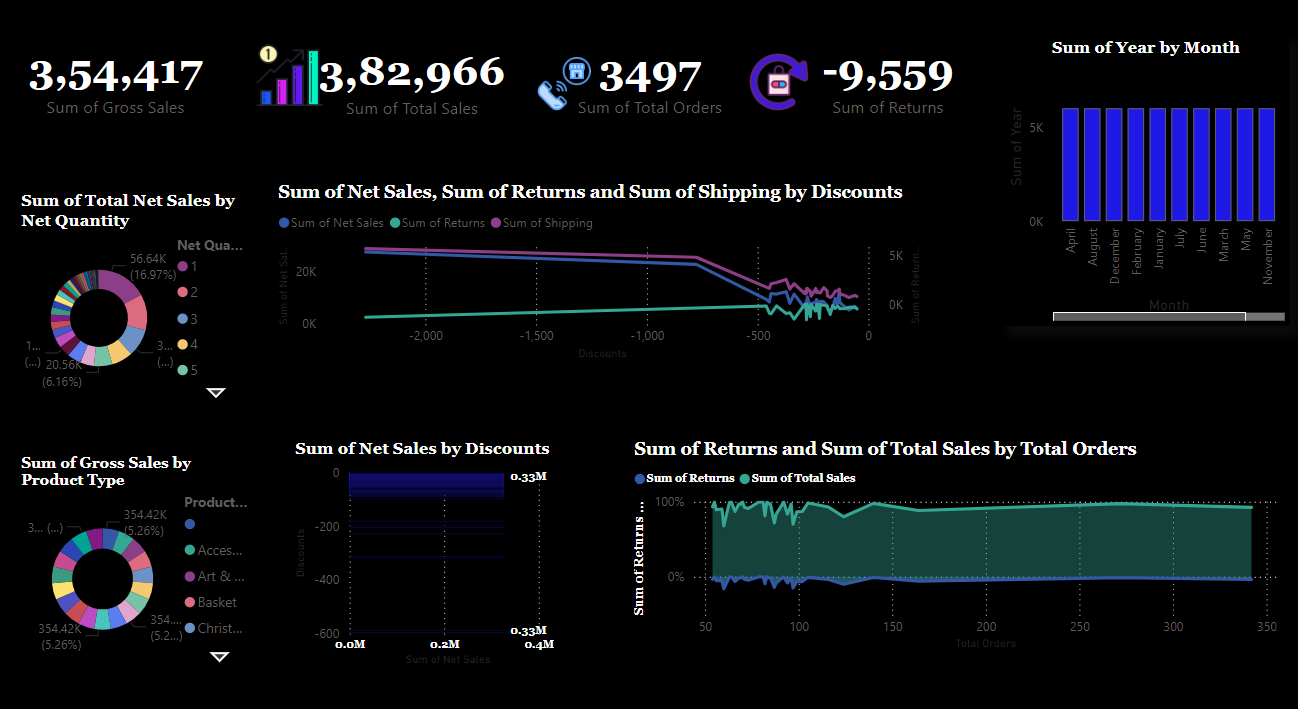 3,54,417
Sum of Gross Sales
1
3,82,966
Sum of Total Sales
3497
Sum of Total Orders
-9,559
Sum of Returns
Sum of Year by Month
Sum of Year
5K
0K
April
August
December
February
January
July
June
March
May
November
Month
Sum of Total Net Sales by
Net Quantity
Net Qua...
56.64K
(16.97%)
1
2
3
4
5
3...
(...)
1...
(...)
20.56K
(6.16%)
Sum of Net Sales, Sum of Returns and Sum of Shipping by Discounts
Sum of Net Sales
Sum of Returns
Sum of Shipping
Sum of Net Sal...
20K
0K
-2,000
-1,500
-1,000
-500
0
Discounts
5K
0K
Sum of Return...
Sum of Gross Sales by
Product Type
Product...
354.42K
(5.26%)
3... (...)
Acces...
Art & ...
Basket
Christ...
354....
(5.2...)
354.42K
(5.26%)
Sum of Net Sales by Discounts
Discounts
0
-200
-400
-600
0.33M
0.33M
0.0M
0.2M
0.4M
Sum of Net Sales
Sum of Returns and Sum of Total Sales by Total Orders
Sum of Returns
Sum of Total Sales
Sum of Returns ...
100%
0%
50
100
150
200
250
300
350
Total Orders